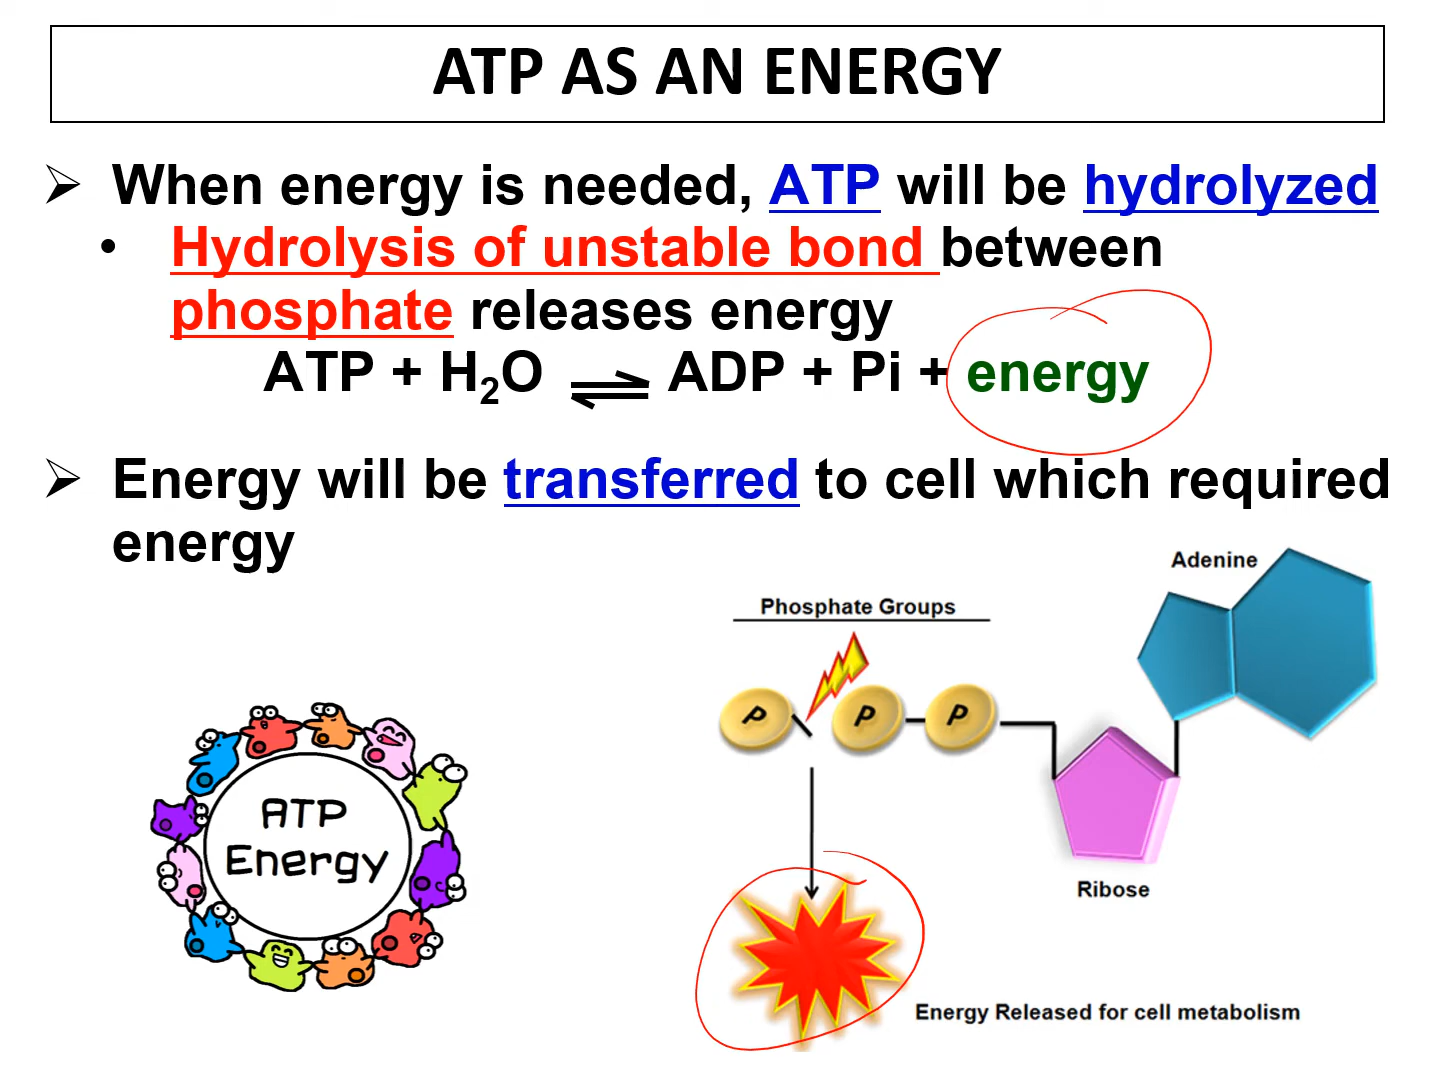 ATP AS AN ENERGY
➢ When energy is needed, ATP will be hydrolyzed
• Hydrolysis of unstable bond between
phosphate releases energy
ATP + H₂O ⇌ ADP + Pi + energy
➢ Energy will be transferred to cell which required
energy
Adenine
Phosphate Groups
P P P
ATP
Energy
Ribose
Energy Released for cell metabolism